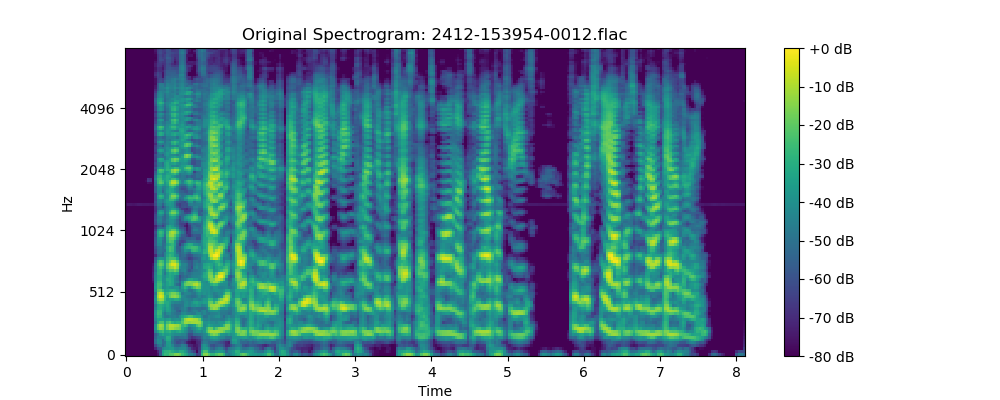 Original Spectrogram: 2412-153954-0012.flac
Hz
4096
2048
1024
512
0
0 1 2 3 4 5 6 7 8
Time
+0 dB
-10 dB
-20 dB
-30 dB
-40 dB
-50 dB
-60 dB
-70 dB
-80 dB